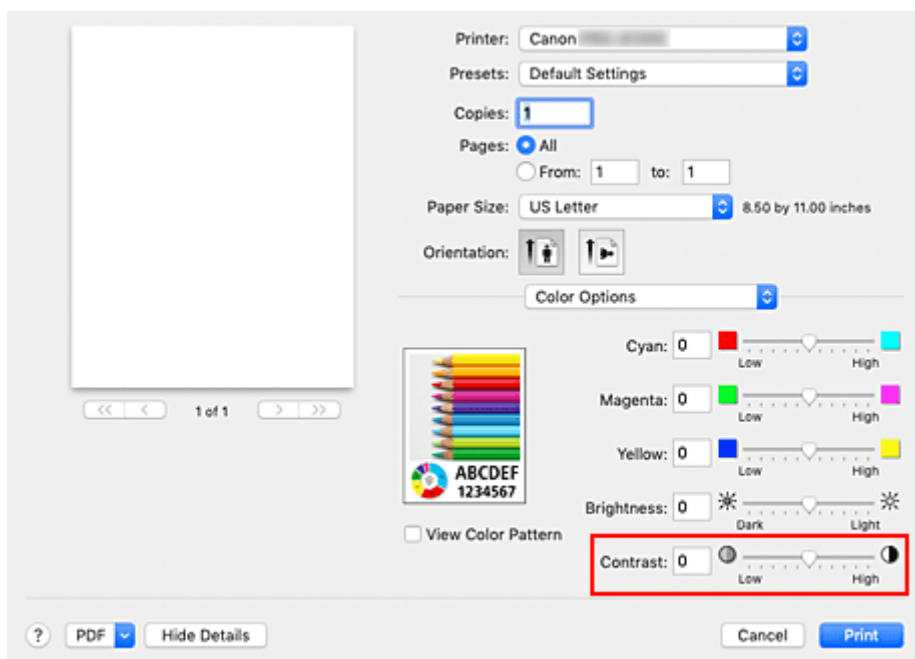 Printer: Canon
Presets: Default Settings
Copies: 1
Pages: All
From: 1 to: 1
Paper Size: US Letter 8.50 by 11.00 inches
Orientation:
Color Options
Cyan: 0
Low High
Magenta: 0
Low High
Yellow: 0
Low High
Brightness: 0
Dark Light
Contrast: 0
Low High
ABCDEF
1234567
View Color Pattern
<< < 1 of 1 > >>
? PDF Hide Details Cancel Print